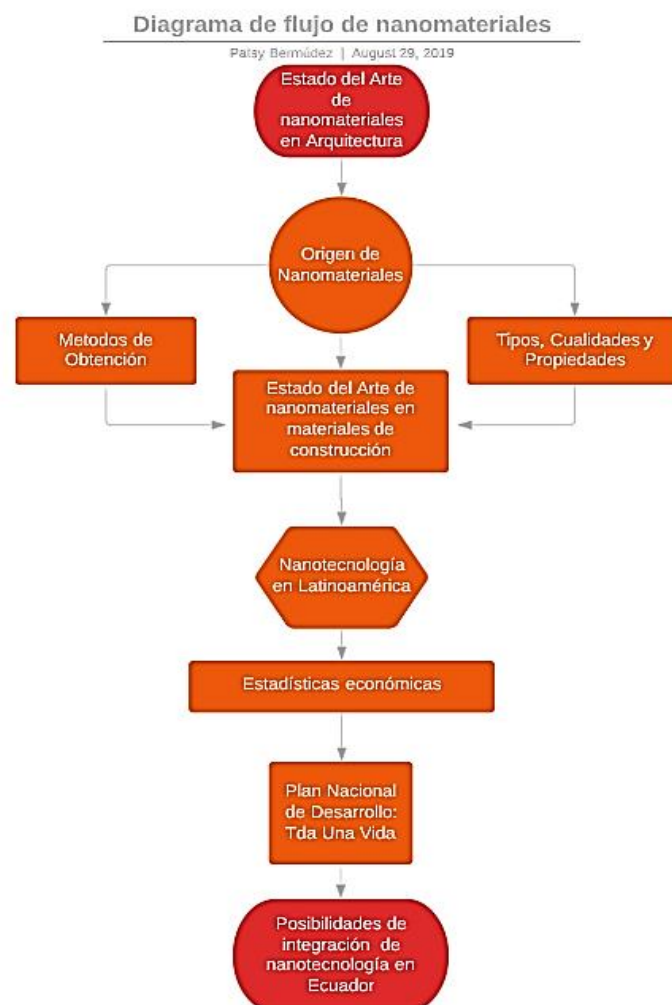 Diagrama de flujo de nanomateriales
Patsy Bermúdez | August 29, 2019
Estado del Arte
de
nanomateriales
en Arquitectura
Origen de
Nanomateriales
Metodos de
Obtención
Tipos, Cualidades y
Propiedades
Estado del Arte de
nanomateriales en
materiales de
construcción
Nanotecnología
en Latinoamérica
Estadísticas económicas
Plan Nacional
de Desarrollo:
Tda Una Vida
Posibilidades de
integración de
nanotecnología en
Ecuador